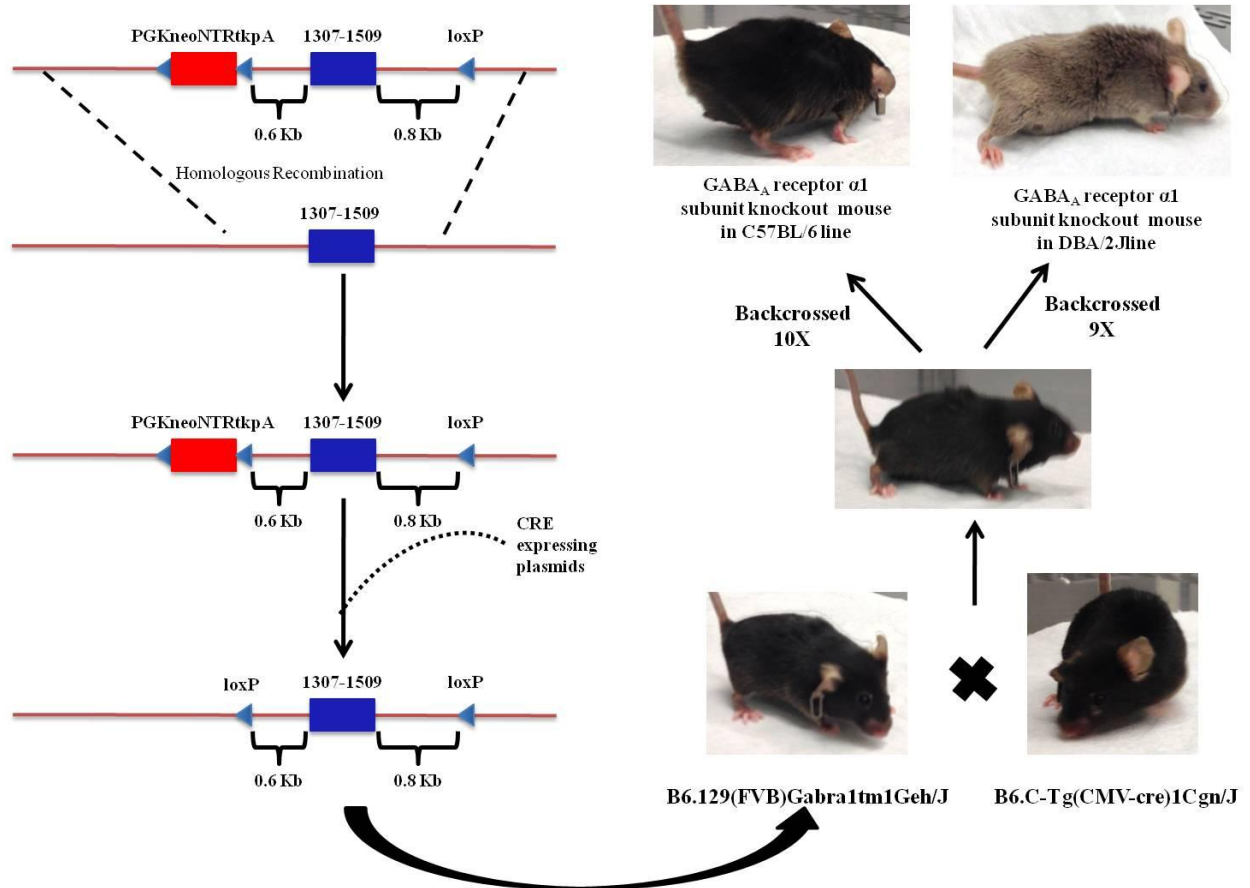 PGKneoNTRtkpA 1307-1509 loxP
0.6 Kb 0.8 Kb
Homologous Recombination
1307-1509
PGKneoNTRtkpA 1307-1509 loxP
0.6 Kb 0.8 Kb
CRE
expressing
plasmids
loxP 1307-1509 loxP
0.6 Kb 0.8 Kb
GABAA receptor α1
subunit knockout mouse
in C57BL/6 line
GABAA receptor α1
subunit knockout mouse
in DBA/2Jline
Backcrossed
10X
Backcrossed
9X
B6.129(FVB)Gabra1tm1Geh/J
B6.C-Tg(CMV-cre)1Cgn/J